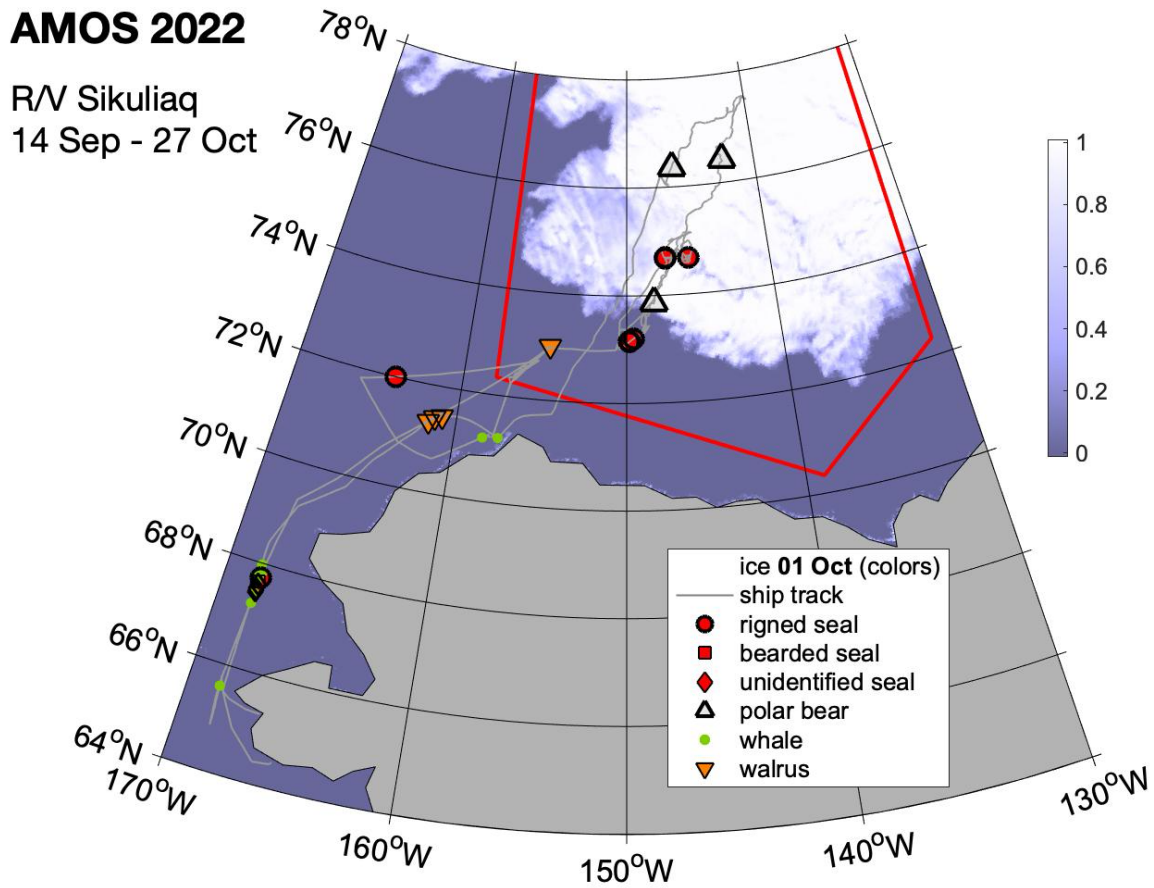 AMOS 2022
R/V Sikuliaq
14 Sep - 27 Oct
78°N
76°N
74°N
72°N
70°N
68°N
66°N
64°N
170°W
160°W
150°W
140°W
130°W
1
0.8
0.6
0.4
0.2
0
ice 01 Oct (colors)
ship track
rigned seal
bearded seal
unidentified seal
polar bear
whale
walrus